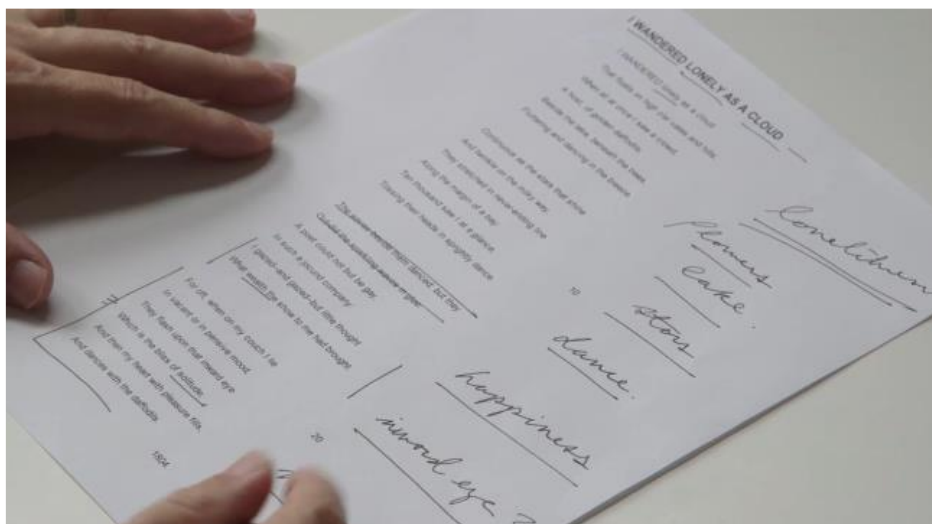 I WANDERED LONELY AS A CLOUD
I WANDERED lonely as a cloud
That floats on high o'er vales and hills,
When all at once I saw a crowd,
A host, of golden daffodils;
Beside the lake, beneath the trees,
Fluttering and dancing in the breeze.
Continuous as the stars that shine
And twinkle on the milky way,
They stretched in never-ending line
Along the margin of a bay:
10
Ten thousand saw I at a glance,
Tossing their heads in sprightly dance.
The waves beside them danced; but they
Out-did the sparkling waves in glee:
A poet could not but be gay,
In such a jocund company:
I gazed-and gazed-but little thought
What wealth the show to me had brought:
For oft, when on my couch I lie
In vacant or in pensive mood,
20
They flash upon that inward eye
Which is the bliss of solitude;
And then my heart with pleasure fills,
And dances with the daffodils.
1804
flowers
lake.
stars
dance.
happiness
inward eye ?